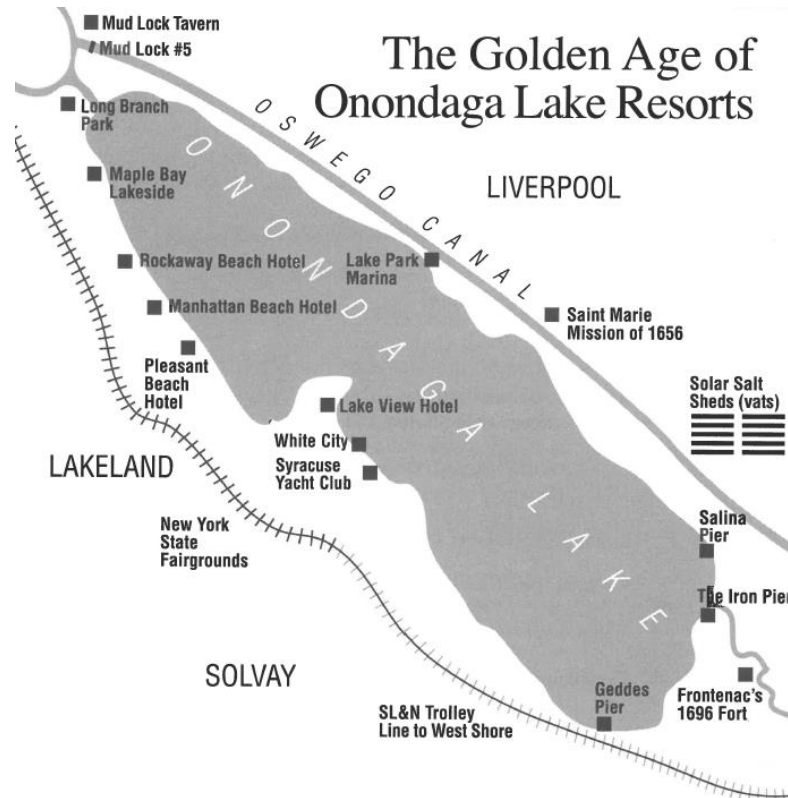 The Golden Age of
Onondaga Lake Resorts
Mud Lock Tavern
Mud Lock #5
Long Branch
Park
OSWEGO CANAL
ONONDAGA LAKE
LIVERPOOL
Maple Bay
Lakeside
Rockaway Beach Hotel
Lake Park
Marina
Manhattan Beach Hotel
Saint Marie
Mission of 1656
Pleasant
Beach
Hotel
Solar Salt
Sheds (vats)
Lake View Hotel
White City
Syracuse
Yacht Club
LAKELAND
New York
State
Fairgrounds
Salina
Pier
The Iron Pier
SOLVAY
Geddes
Pier
Frontenac's
1696 Fort
SL&N Trolley
Line to West Shore